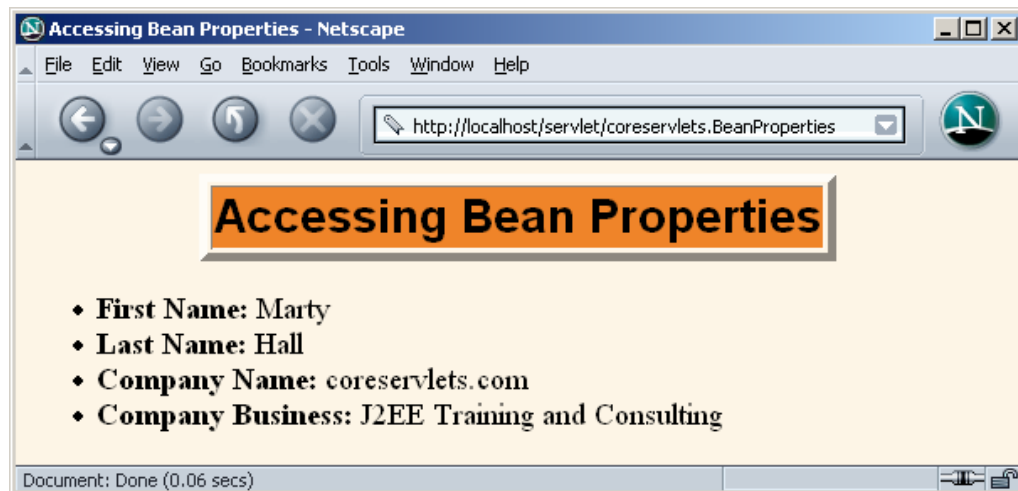 Accessing Bean Properties - Netscape
File Edit View Go Bookmarks Tools Window Help
http://localhost/servlet/coreservlets.BeanProperties
N
Accessing Bean Properties
First Name: Marty
Last Name: Hall
Company Name: coreservlets.com
Company Business: J2EE Training and Consulting
Document: Done (0.06 secs)